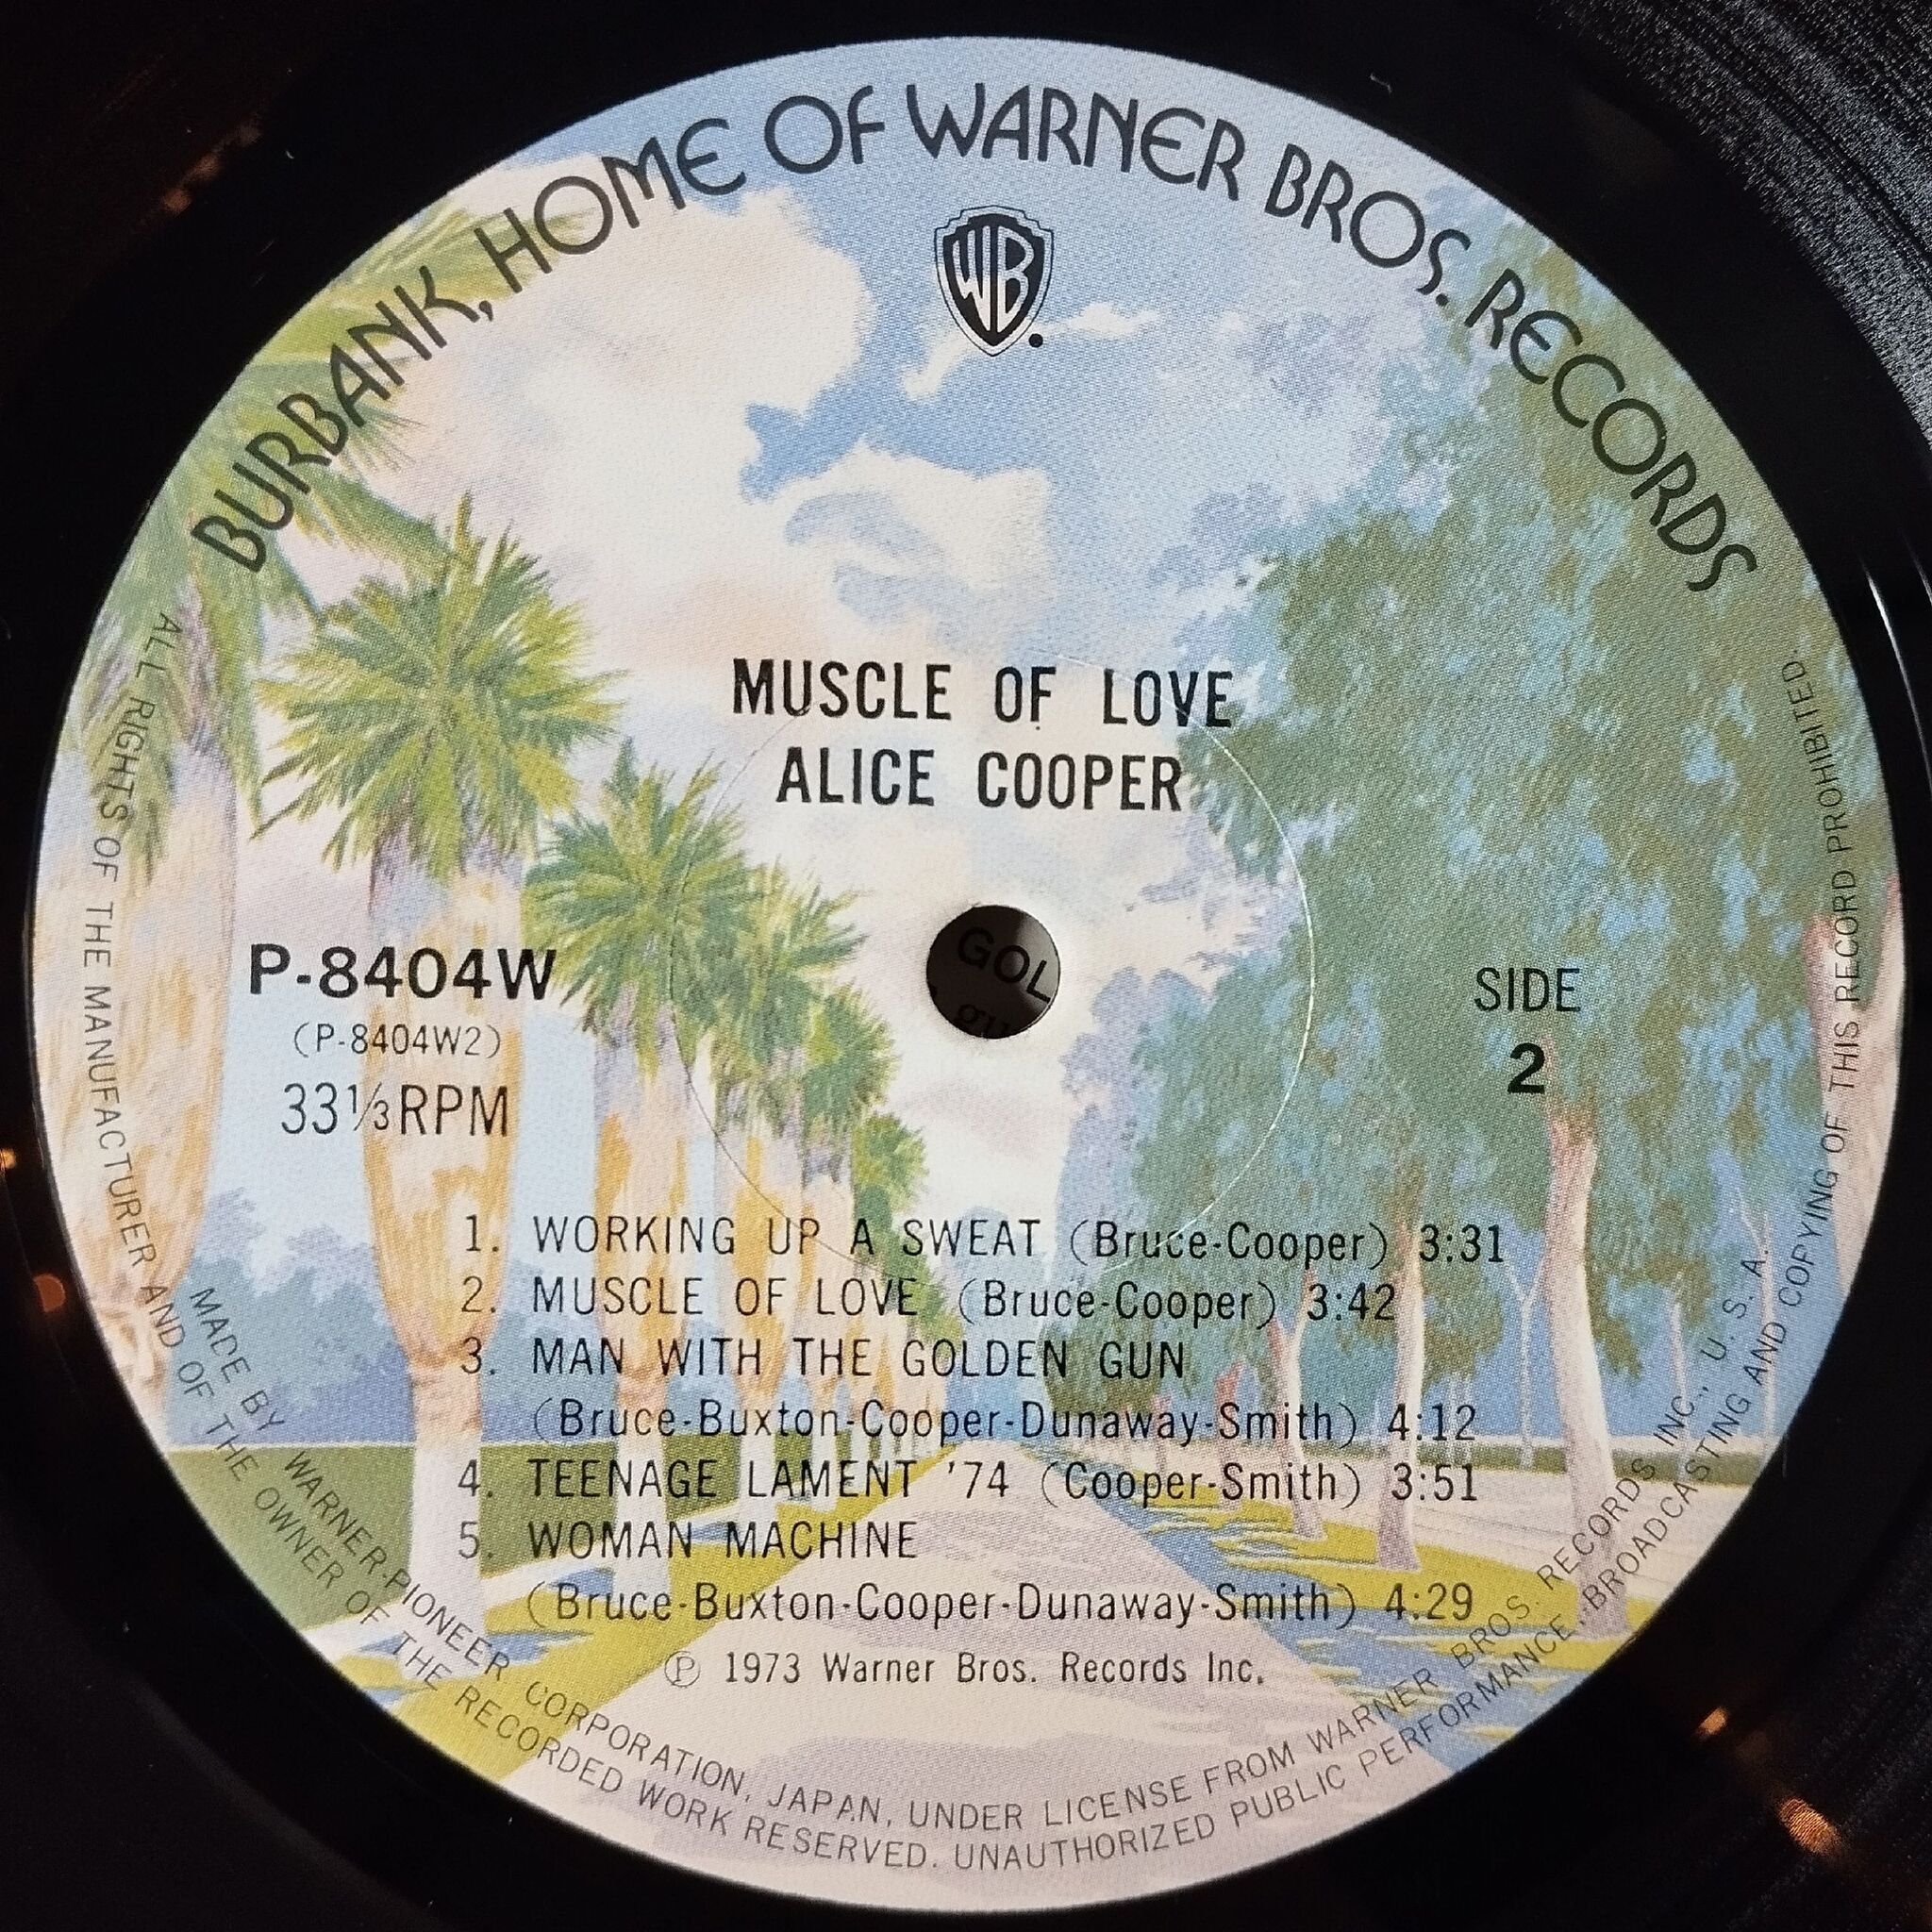 BURBANK, HOME OF WARNER BROS. RECORDS
WB
MUSCLE OF LOVE
ALICE COOPER
GOL
gu
P-8404W
(P-8404W2)
33⅓RPM
SIDE
2
1. WORKING UP A SWEAT (Bruce-Cooper) 3:31
2. MUSCLE OF LOVE (Bruce-Cooper) 3:42
3. MAN WITH THE GOLDEN GUN
(Bruce-Buxton-Cooper-Dunaway-Smith) 4:12
4. TEENAGE LAMENT '74 (Cooper-Smith) 3:51
5. WOMAN MACHINE
(Bruce-Buxton-Cooper-Dunaway-Smith) 4:29
Ⓟ 1973 Warner Bros. Records Inc.
MADE BY WARNER-PIONEER CORPORATION, JAPAN, UNDER LICENSE FROM WARNER BROS. RECORDS INC., U. S. A.
ALL RIGHTS OF THE MANUFACTURER AND OF THE OWNER OF THE RECORDED WORK RESERVED. UNAUTHORIZED PUBLIC PERFORMANCE, BROADCASTING AND COPYING OF THIS RECORD PROHIBITED.